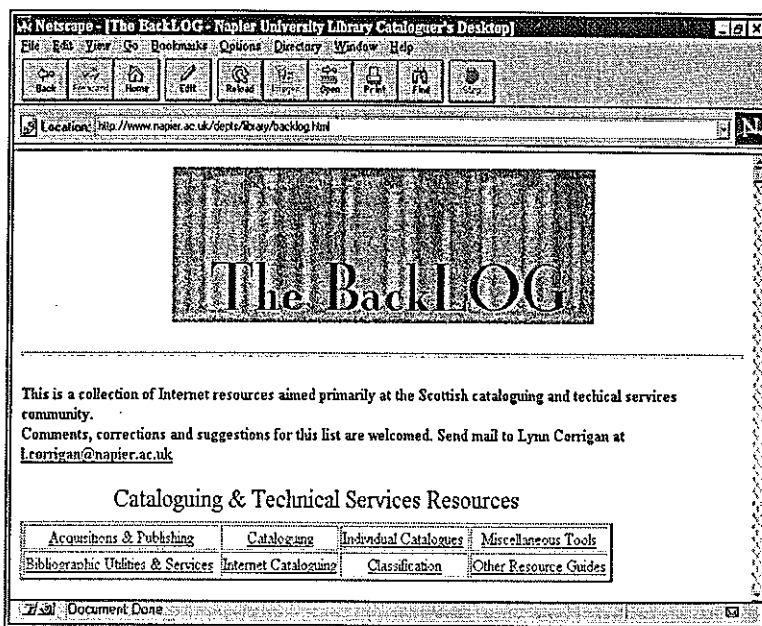 Netscape - [The BackLOG - Napier University Library Cataloguer's Desktop]
File Edit View Go Bookmarks Options Directory Window Help
Back Forward Home Edit Reload Images Open Print Find Stop
Location: http://www.napier.ac.uk/depts/library/backlog.html
N
The BackLOG
This is a collection of Internet resources aimed primarily at the Scottish cataloguing and techical services
community.
Comments, corrections and suggestions for this list are welcomed. Send mail to Lynn Corrigan at
l.corrigan@napier.ac.uk
Cataloguing & Technical Services Resources
Acquisitions & Publishing Cataloguing Individual Catalogues Miscellaneous Tools
Bibliographic Utilities & Services Internet Cataloguing Classification Other Resource Guides
Document Done